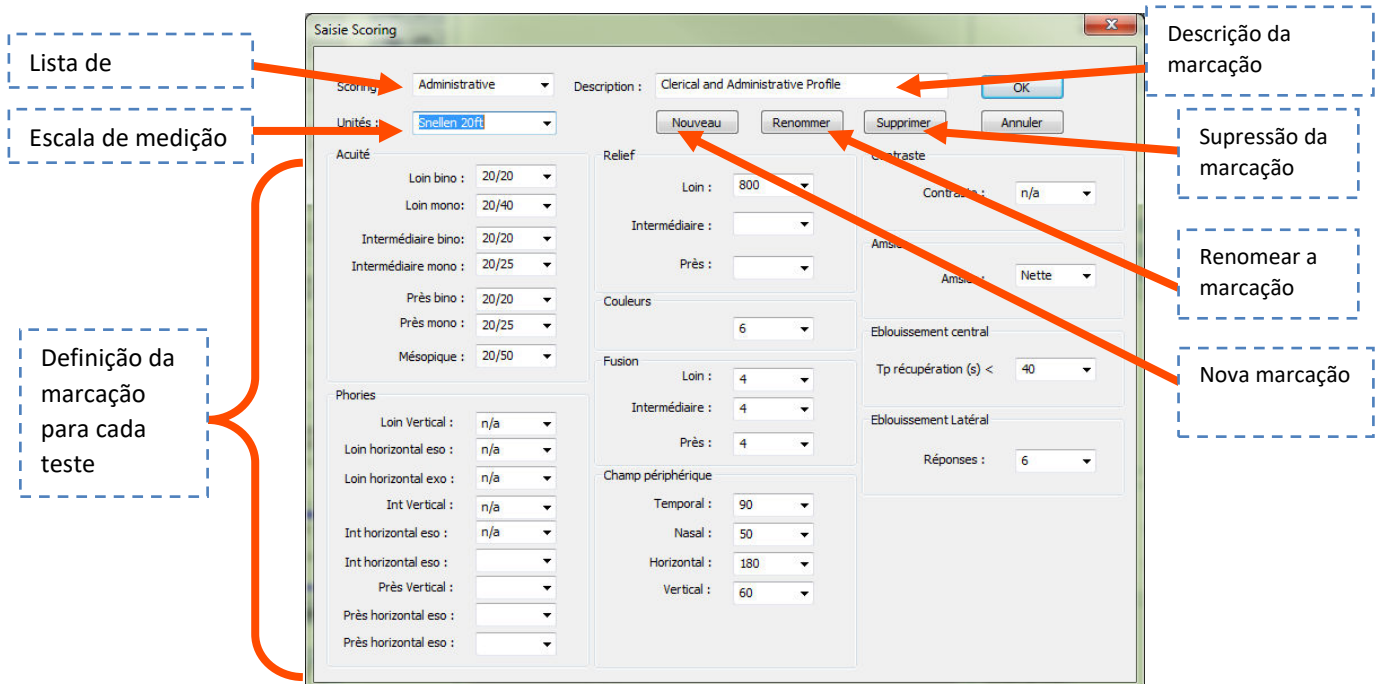 Saisie Scoring
Lista de
Escala de medição
Definição da
marcação
para cada
teste
Scoring
Administrative
Description :
Clerical and Administrative Profile
OK
Unités :
Snellen 20ft
Nouveau
Renommer
Supprimer
Annuler
Acuité
Loin bino : 20/20
Loin mono: 20/40
Intermédiaire bino: 20/20
Intermédiaire mono : 20/25
Près bino : 20/20
Près mono : 20/25
Mésopique : 20/50
Phories
Loin Vertical : n/a
Loin horizontal eso : n/a
Loin horizontal exo : n/a
Int Vertical : n/a
Int horizontal eso : n/a
Int horizontal eso :
Près Vertical :
Près horizontal eso :
Près horizontal eso :
Relief
Loin : 800
Intermédiaire :
Près :
Couleurs
6
Fusion
Loin : 4
Intermédiaire : 4
Près : 4
Champ périphérique
Temporal : 90
Nasal : 50
Horizontal : 180
Vertical : 60
Contraste
Contraste : n/a
Nette
Eblouissement central
Tp récupération (s) < 40
Eblouissement Latéral
Réponses : 6
Descrição da
marcação
Supressão da
marcação
Renomear a
marcação
Nova marcação